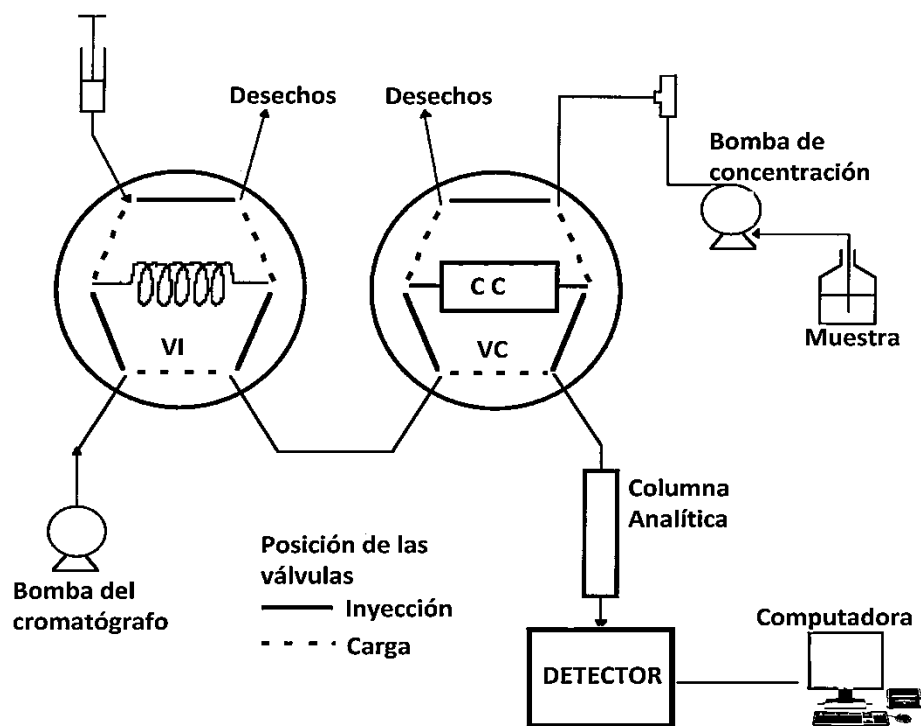 Desechos
Desechos
Bomba de
concentración
C C
VI
VC
Muestra
Columna
Analítica
Posición de las
válvulas
Inyección
Carga
Bomba del
cromatógrafo
Computadora
DETECTOR